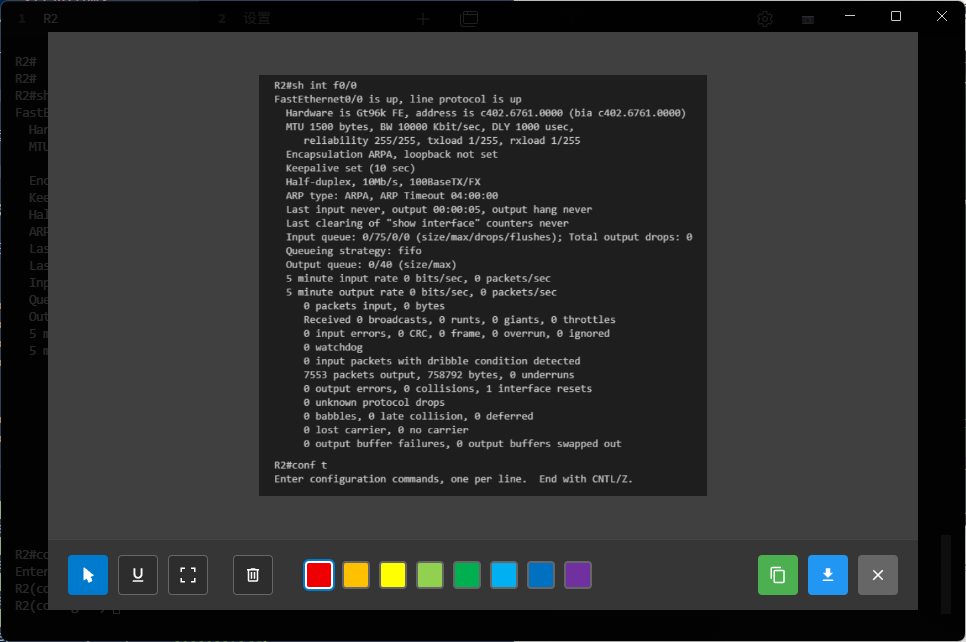 1 R2 2 设置
R2#
R2#
R2#sh
FastE
Har
MTU
Enc
Kee
Hal
ARP
Las
Las
Inp
Que
Out
5 m
5 m
R2#sh int f0/0
FastEthernet0/0 is up, line protocol is up
Hardware is Gt96k FE, address is c402.6761.0000 (bia c402.6761.0000)
MTU 1500 bytes, BW 10000 Kbit/sec, DLY 1000 usec,
reliability 255/255, txload 1/255, rxload 1/255
Encapsulation ARPA, loopback not set
Keepalive set (10 sec)
Half-duplex, 10Mb/s, 100BaseTX/FX
ARP type: ARPA, ARP Timeout 04:00:00
Last input never, output 00:00:05, output hang never
Last clearing of "show interface" counters never
Input queue: 0/75/0/0 (size/max/drops/flushes); Total output drops: 0
Queueing strategy: fifo
Output queue: 0/40 (size/max)
5 minute input rate 0 bits/sec, 0 packets/sec
5 minute output rate 0 bits/sec, 0 packets/sec
0 packets input, 0 bytes
Received 0 broadcasts, 0 runts, 0 giants, 0 throttles
0 input errors, 0 CRC, 0 frame, 0 overrun, 0 ignored
0 watchdog
0 input packets with dribble condition detected
7553 packets output, 758792 bytes, 0 underruns
0 output errors, 0 collisions, 1 interface resets
0 unknown protocol drops
0 babbles, 0 late collision, 0 deferred
0 lost carrier, 0 no carrier
0 output buffer failures, 0 output buffers swapped out
R2#conf t
Enter configuration commands, one per line. End with CNTL/Z.
R2#co
Enter
R2(co
R2(co
U